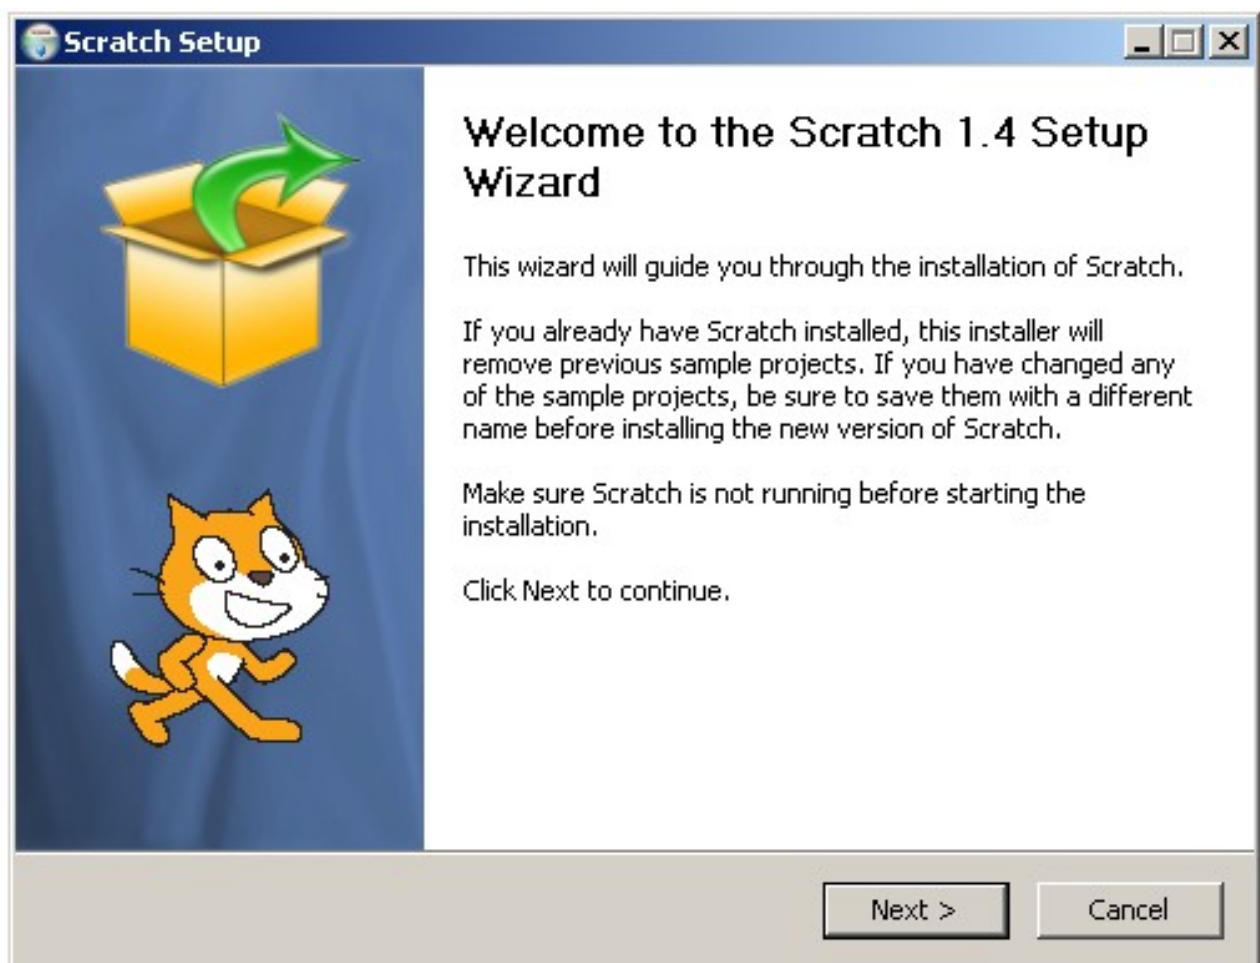 Scratch Setup
Welcome to the Scratch 1.4 Setup
Wizard
This wizard will guide you through the installation of Scratch.
If you already have Scratch installed, this installer will
remove previous sample projects. If you have changed any
of the sample projects, be sure to save them with a different
name before installing the new version of Scratch.
Make sure Scratch is not running before starting the
installation.
Click Next to continue.
Next >
Cancel